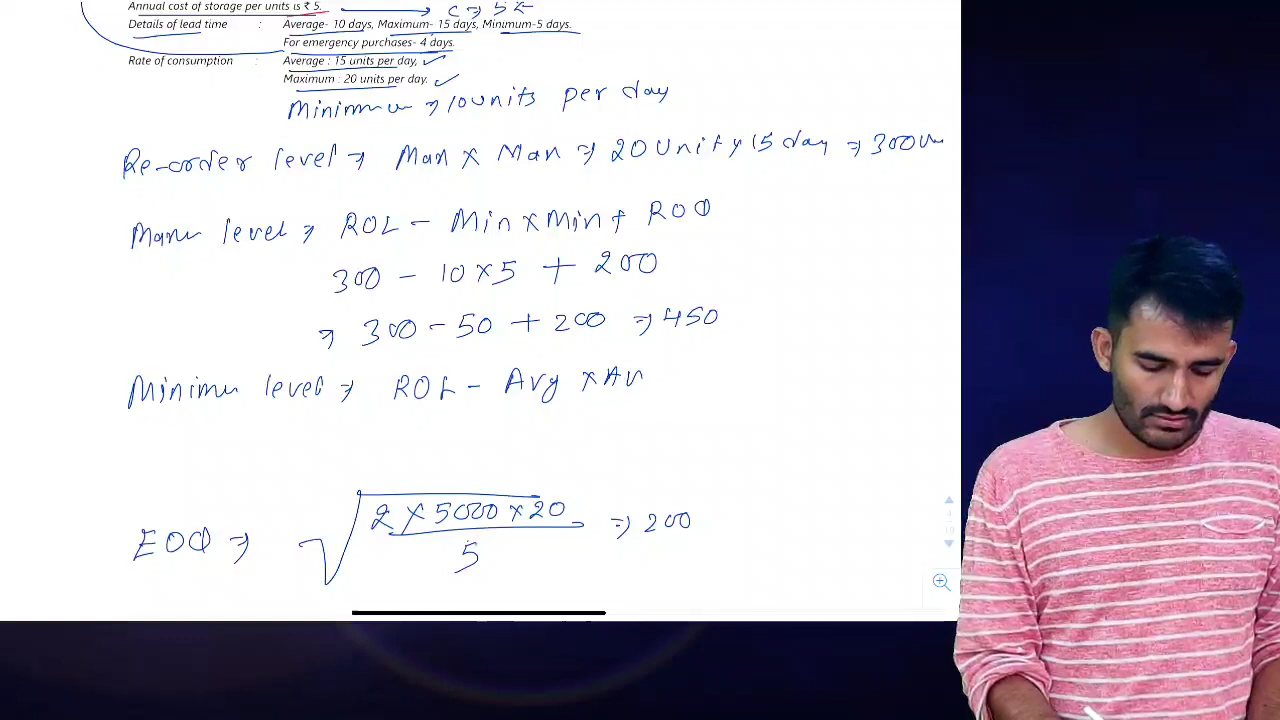 Annual cost of storage per units is ₹ 5. C ⇒ 5 ₹
Details of lead time : Average- 10 days, Maximum- 15 days, Minimum-5 days.
For emergency purchases- 4 days.
Rate of consumption : Average : 15 units per day,
Maximum : 20 units per day.
Minimum ⇒ 10 units per day
Re-order level ⇒ Max × Max ⇒ 20 Unit × 15 day ⇒ 300
level ⇒ ROL - Min × Min + ROQ
300 - 10 × 5 + 200
⇒ 300 - 50 + 200 ⇒ 450
Minimum level ⇒ ROL - Avg × Av
EOQ ⇒ √ 2 × 5000 × 20 ⇒ 200
5